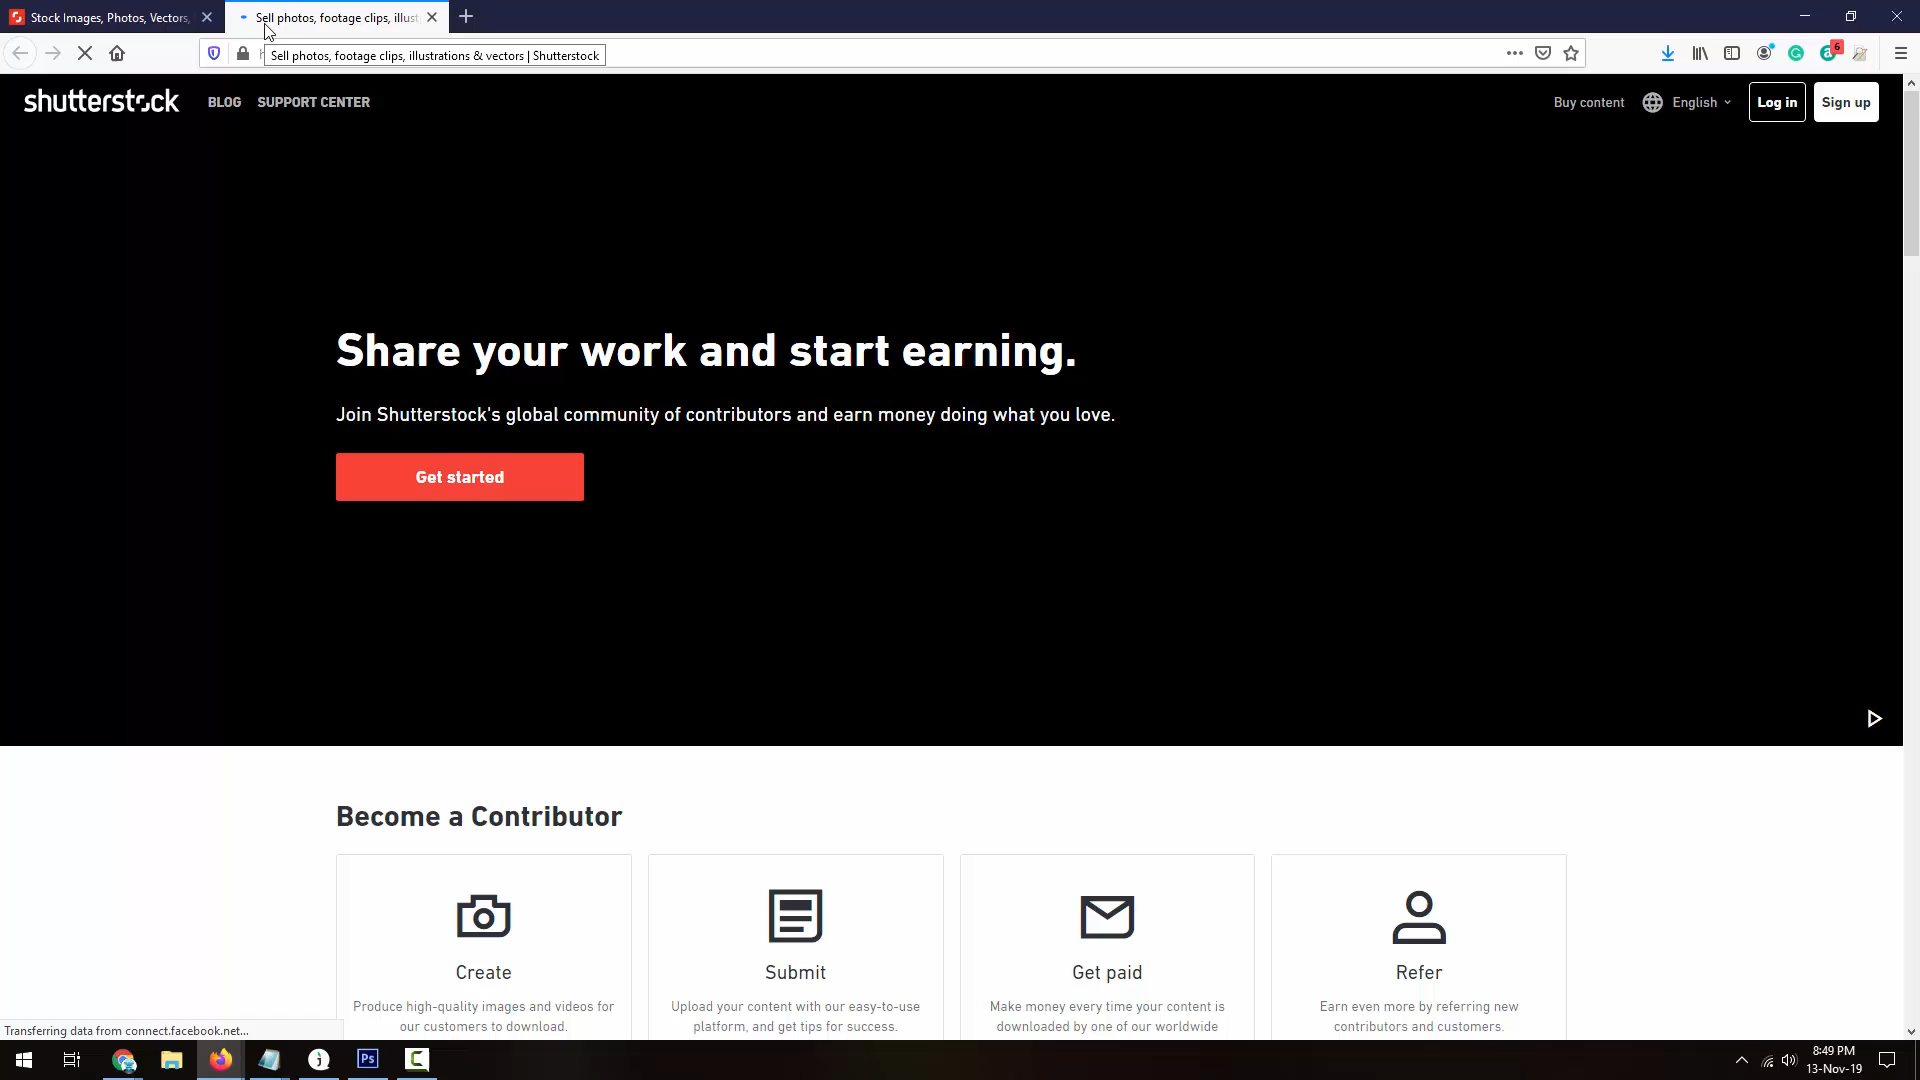 Stock Images, Photos, Vectors,
Sell photos, footage clips, illust
Sell photos, footage clips, illustrations & vectors | Shutterstock
6
shutterstock
BLOG
SUPPORT CENTER
Buy content
English
Log in
Sign up
Share your work and start earning.
Join Shutterstock's global community of contributors and earn money doing what you love.
Get started
Become a Contributor
Create
Produce high-quality images and videos for
our customers to download.
Submit
Upload your content with our easy-to-use
platform, and get tips for success.
Get paid
Make money every time your content is
downloaded by one of our worldwide
Refer
Earn even more by referring new
contributors and customers.
Transferring data from connect.facebook.net...
Ps
8:49 PM
13-Nov-19